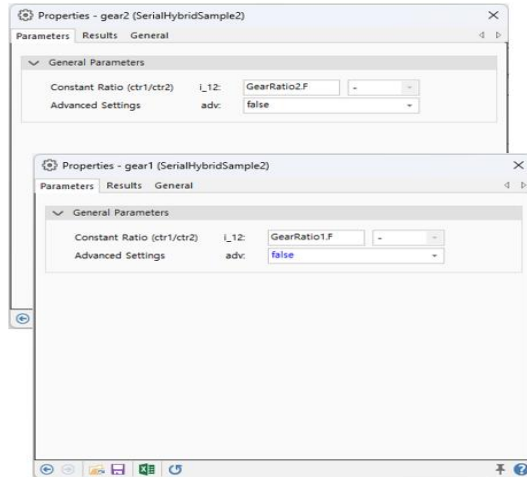 Properties - gear2 (SerialHybridSample2)
Parameters Results General
General Parameters
Constant Ratio (ctr1/ctr2) i_12: GearRatio2.F -
Advanced Settings adv: false
Properties - gear1 (SerialHybridSample2)
Parameters Results General
General Parameters
Constant Ratio (ctr1/ctr2) i_12: GearRatio1.F -
Advanced Settings adv: false